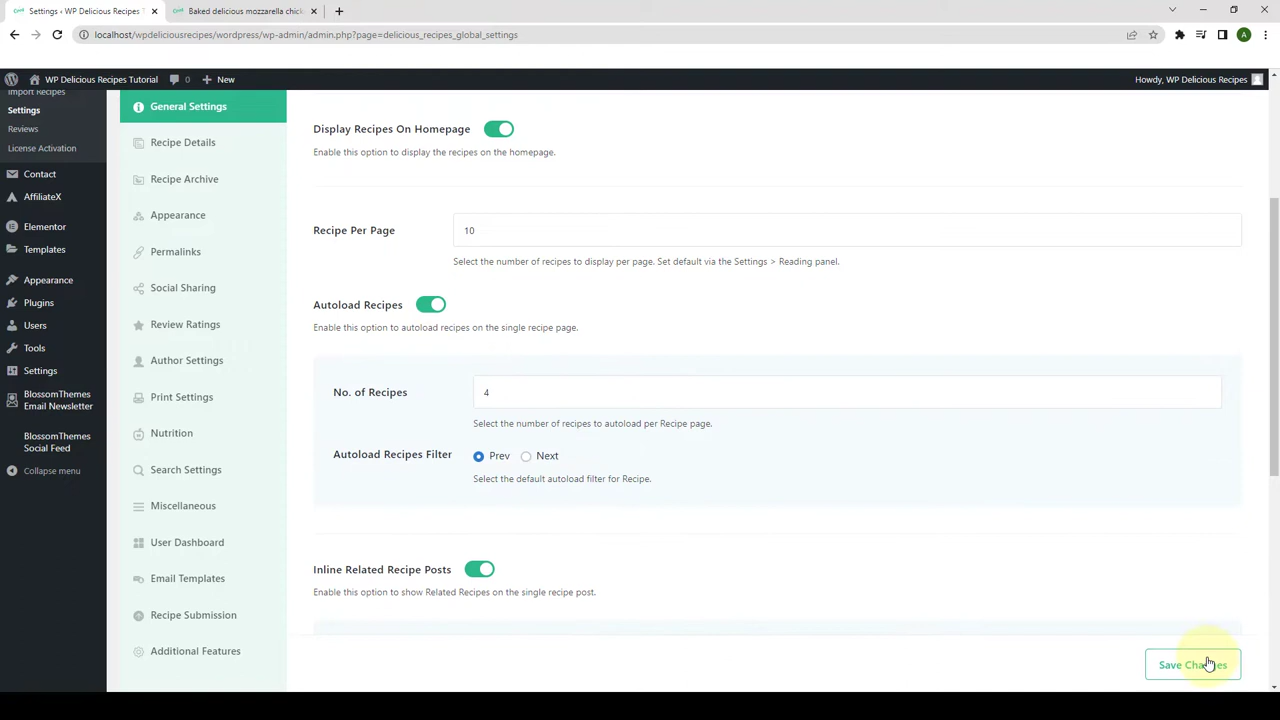 Settings ‹ WP Delicious Recipes T
Baked delicious mozzarella chick
localhost/wpdeliciousrecipes/wordpress/wp-admin/admin.php?page=delicious_recipes_global_settings
A
WP Delicious Recipes Tutorial
0
New
Howdy, WP Delicious Recipes
Import Recipes
Settings
Reviews
License Activation
Contact
AffiliateX
Elementor
Templates
Appearance
Plugins
Users
Tools
Settings
BlossomThemes
Email Newsletter
BlossomThemes
Social Feed
Collapse menu
General Settings
Recipe Details
Recipe Archive
Appearance
Permalinks
Social Sharing
Review Ratings
Author Settings
Print Settings
Nutrition
Search Settings
Miscellaneous
User Dashboard
Email Templates
Recipe Submission
Additional Features
Display Recipes On Homepage
Enable this option to display the recipes on the homepage.
Recipe Per Page
10
Select the number of recipes to display per page. Set default via the Settings > Reading panel.
Autoload Recipes
Enable this option to autoload recipes on the single recipe page.
No. of Recipes
4
Select the number of recipes to autoload per Recipe page.
Autoload Recipes Filter
Prev Next
Select the default autoload filter for Recipe.
Inline Related Recipe Posts
Enable this option to show Related Recipes on the single recipe post.
Save Changes